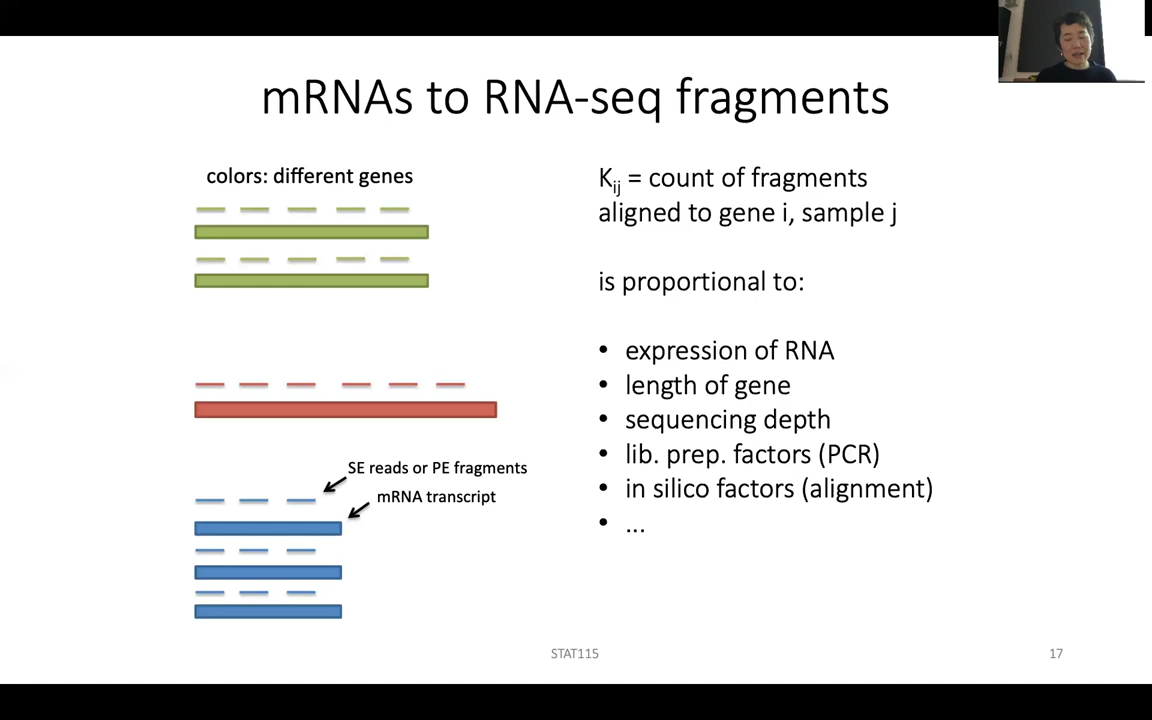 mRNAs to RNA-seq fragments
colors: different genes
SE reads or PE fragments
mRNA transcript
Kij = count of fragments
aligned to gene i, sample j
is proportional to:
• expression of RNA
• length of gene
• sequencing depth
• lib. prep. factors (PCR)
• in silico factors (alignment)
• ...
STAT115
17